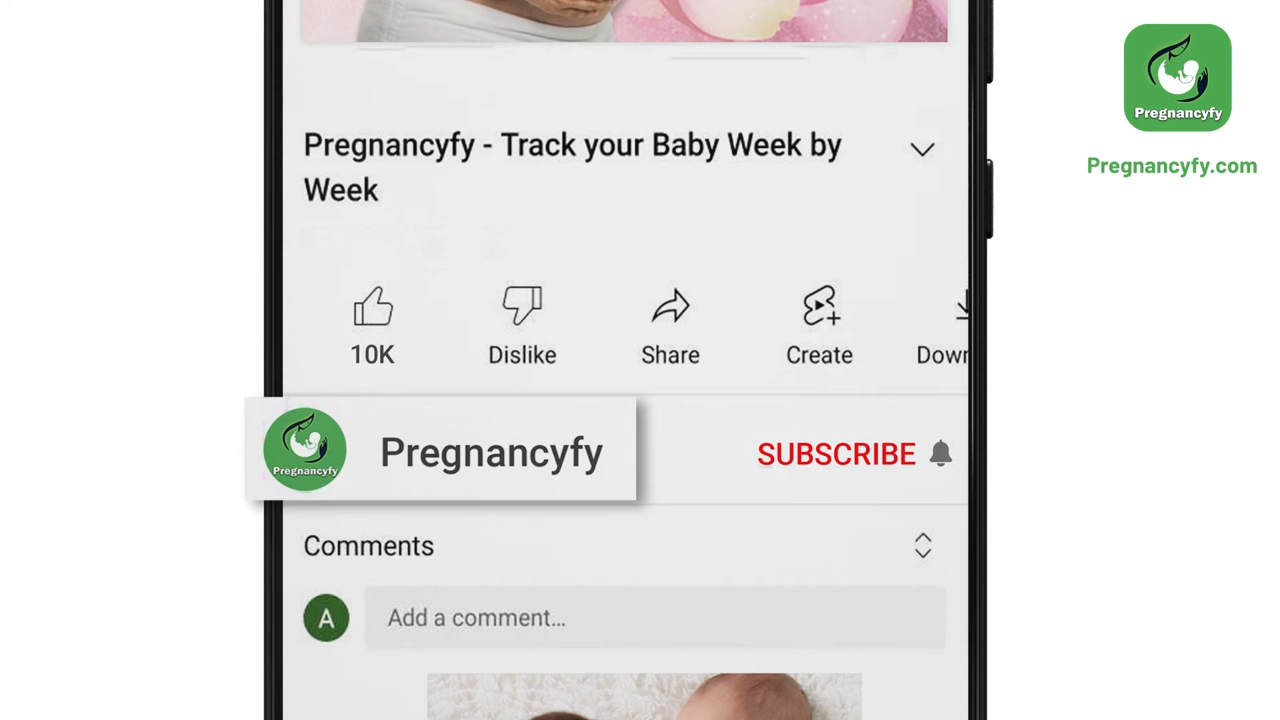 Pregnancyfy
Pregnancyfy.com
Pregnancyfy - Track your Baby Week by
Week
10K
Dislike
Share
Create
Down
Pregnancyfy
Pregnancyfy
SUBSCRIBE
Comments
A
Add a comment...